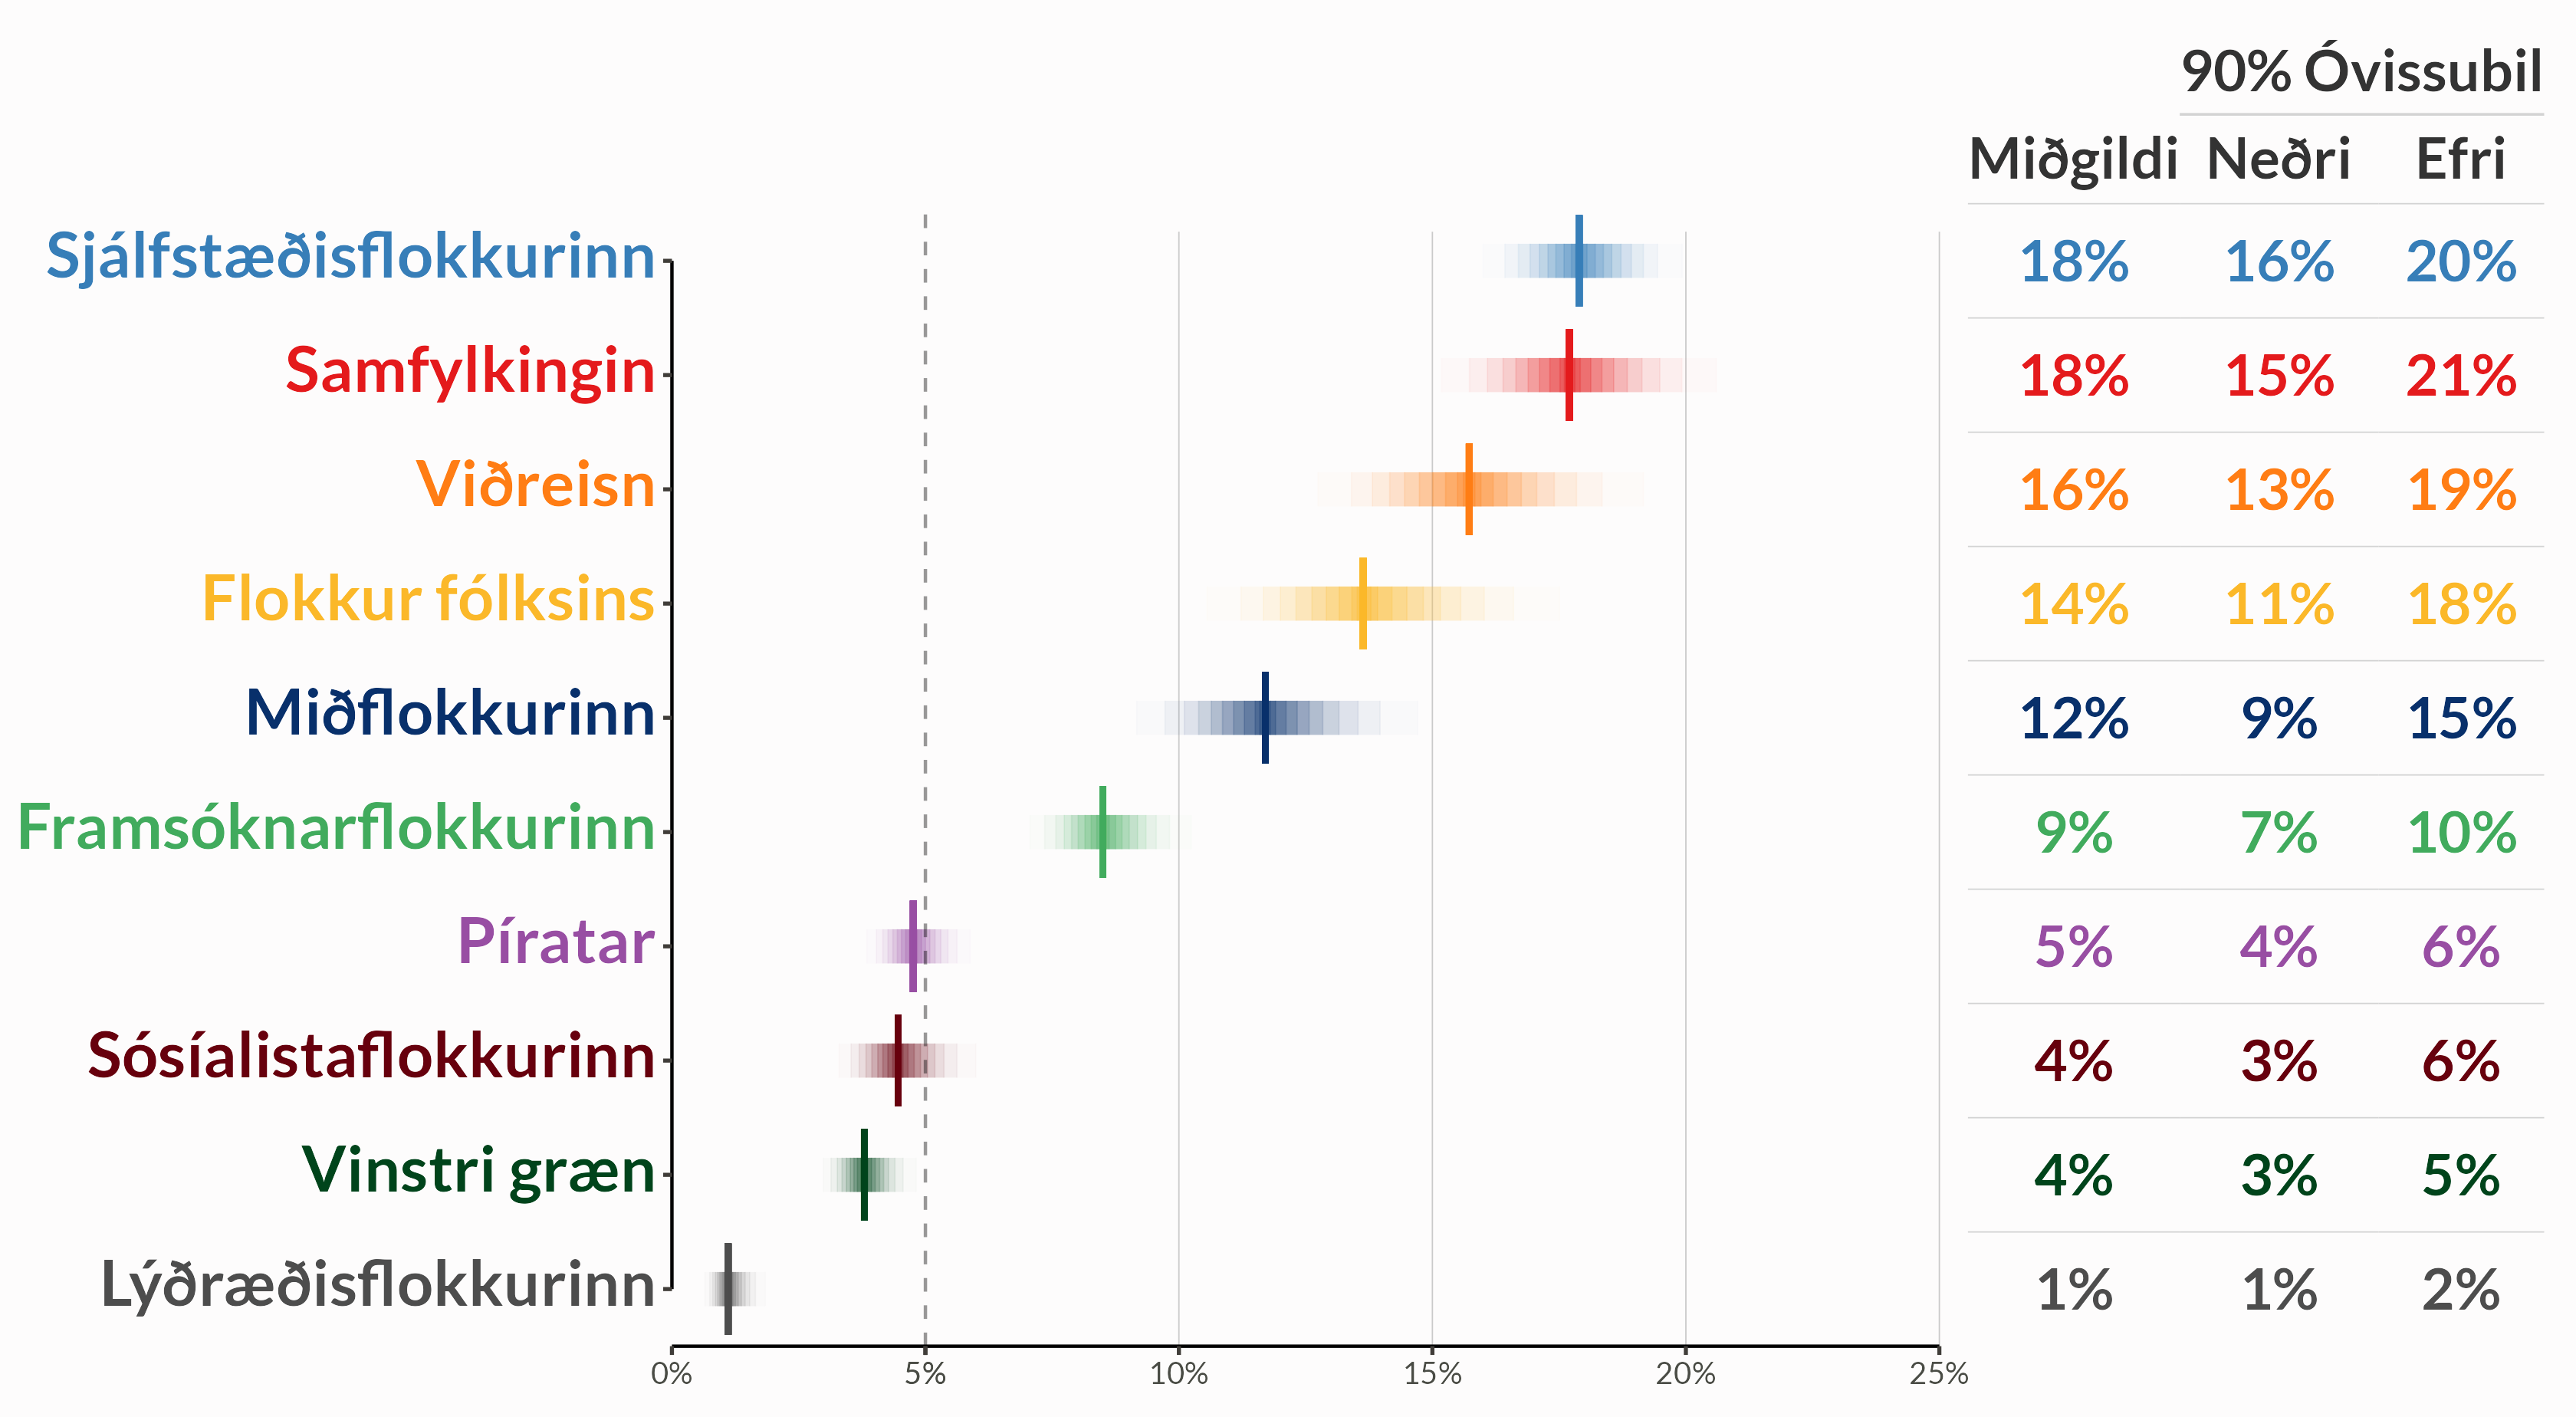 90% Óvissubil
Miðgildi Neðri Efri
Sjálfstæðisflokkurinn 18% 16% 20%
Samfylkingin 18% 15% 21%
Viðreisn 16% 13% 19%
Flokkur fólksins 14% 11% 18%
Miðflokkurinn 12% 9% 15%
Framsóknarflokkurinn 9% 7% 10%
Píratar 5% 4% 6%
Sósíalistaflokkurinn 4% 3% 6%
Vinstri græn 4% 3% 5%
Lýðræðisflokkurinn 1% 1% 2%
0% 5% 10% 15% 20% 25%